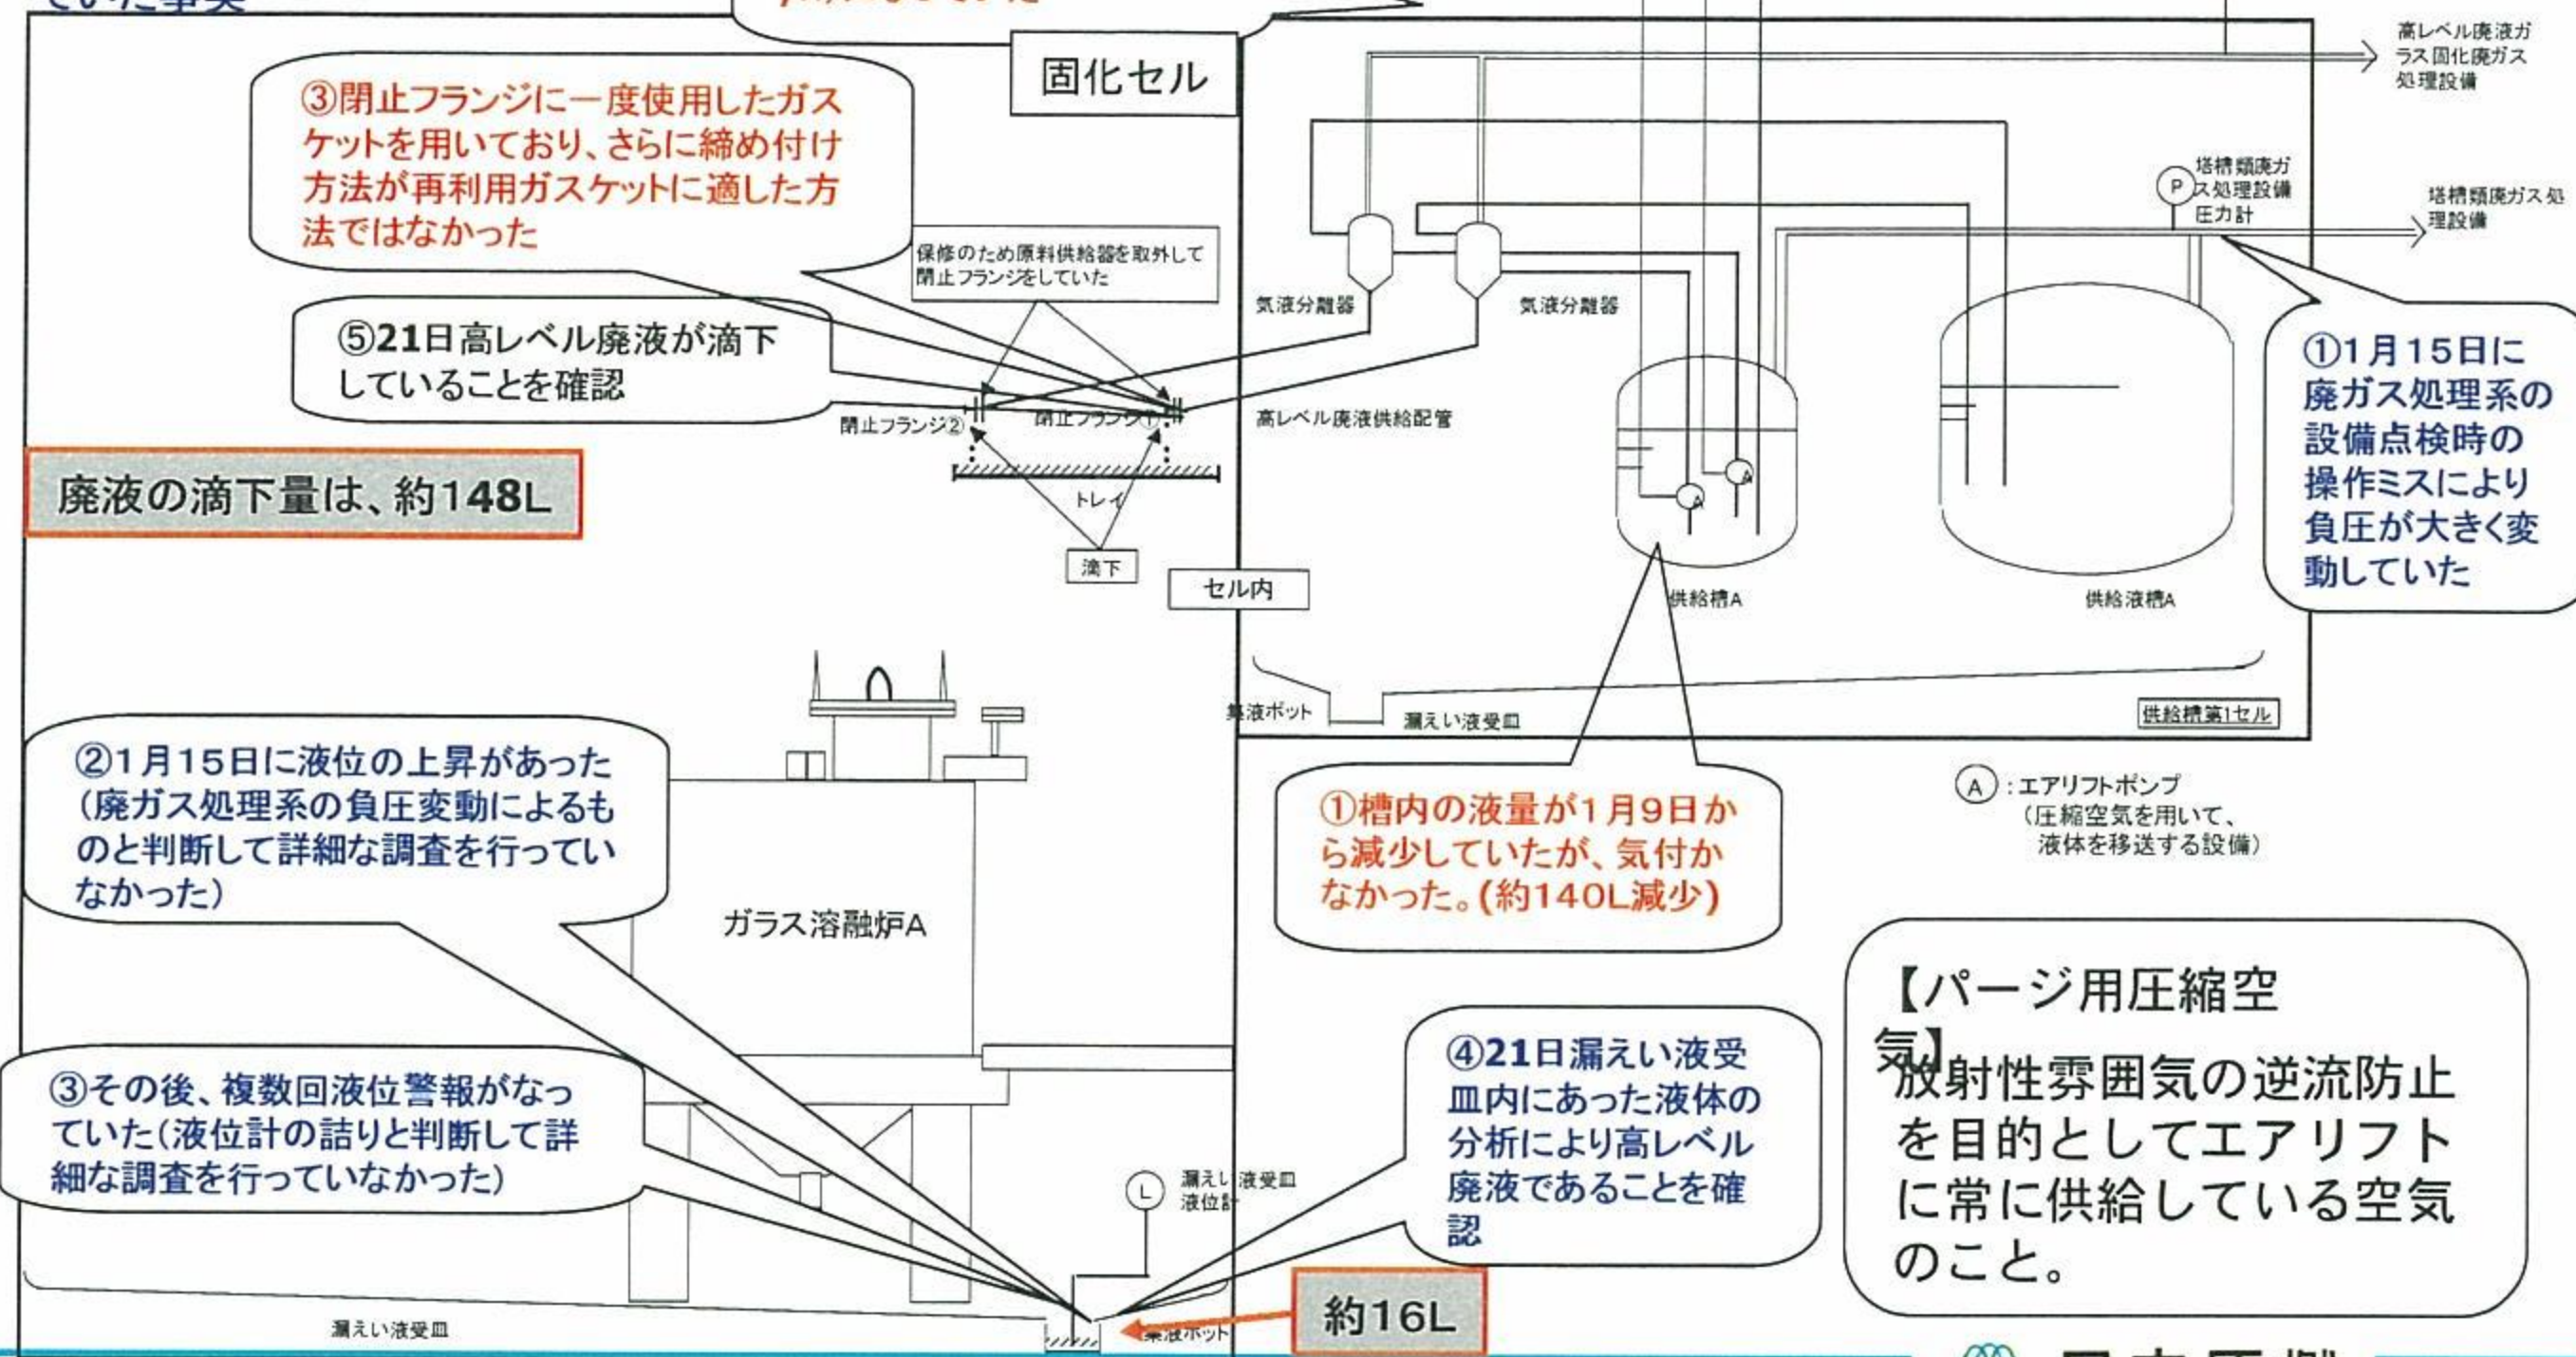 ていた事実
固化セル
高レベル廃液ガ
ラス固化廃ガス
処理設備
③閉止フランジに一度使用したガス
ケットを用いており、さらに締め付け
方法が再利用ガスケットに適した方
法ではなかった
保修のため原料供給器を取外して
閉止フランジをしていた
P
塔槽類廃ガ
ス処理設備
圧力計
塔槽類廃ガス処
理設備
気液分離器
気液分離器
⑤21日高レベル廃液が滴下
していることを確認
閉止フランジ②
閉止フランジ①
高レベル廃液供給配管
①1月15日に
廃ガス処理系の
設備点検時の
操作ミスにより
負圧が大きく変
動していた
廃液の滴下量は、約148L
トレイ
滴下
A
A
セル内
供給槽A
供給液槽A
集液ポット
漏えい液受皿
供給槽第1セル
②1月15日に液位の上昇があった
（廃ガス処理系の負圧変動によるも
のと判断して詳細な調査を行ってい
なかった）
ガラス溶融炉A
①槽内の液量が1月9日か
ら減少していたが、気付か
なかった。(約140L減少)
A：エアリフトポンプ
（圧縮空気を用いて、
液体を移送する設備）
③その後、複数回液位警報がなっ
ていた（液位計の詰りと判断して詳
細な調査を行っていなかった）
④21日漏えい液受
皿内にあった液体の
分析により高レベル
廃液であることを確
認
【パージ用圧縮空
気】
放射性雰囲気の逆流防止
を目的としてエアリフト
に常に供給している空気
のこと。
L
漏えい液受皿
液位計
漏えい液受皿
集液ポット
約16L